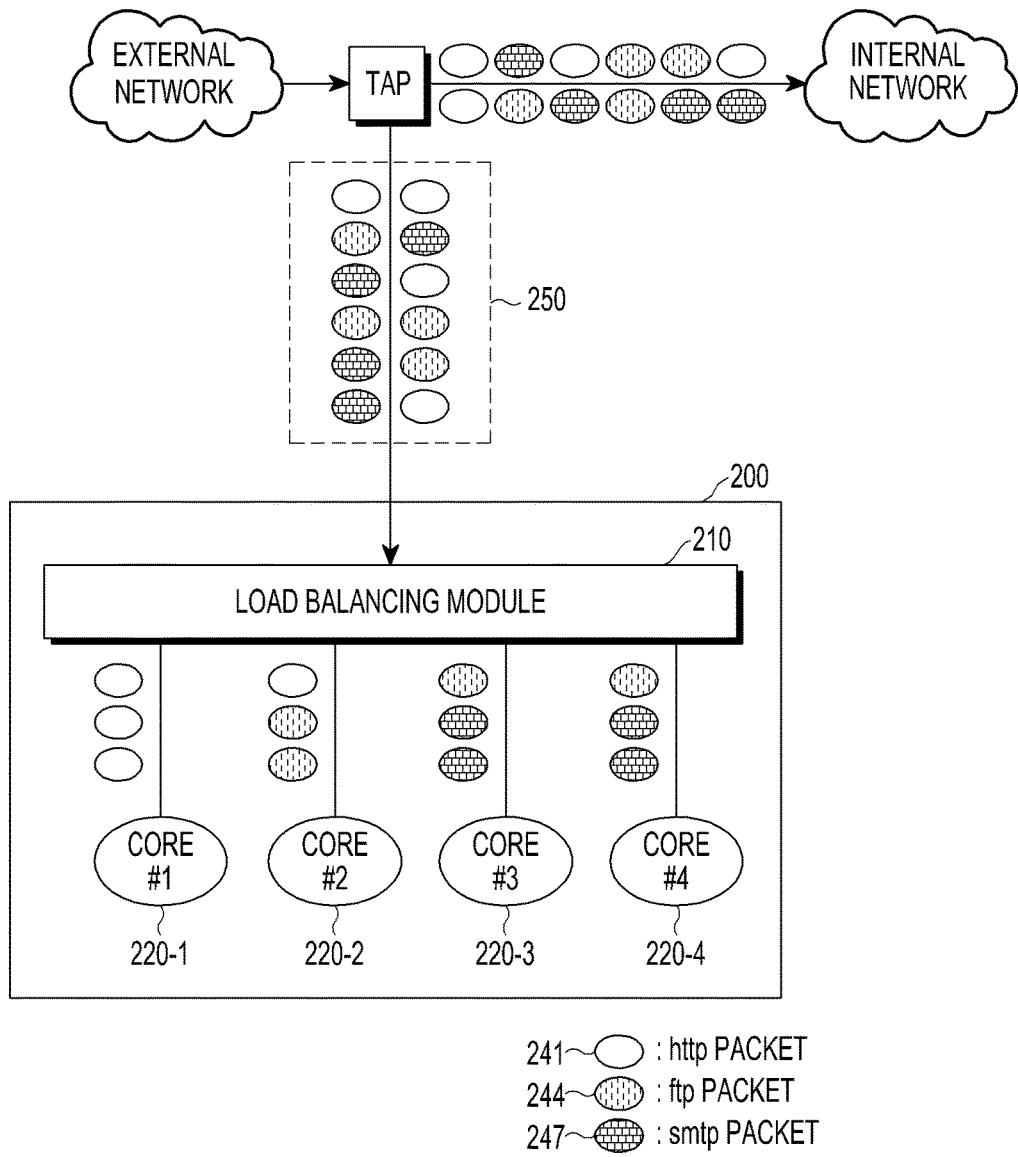 EXTERNAL
NETWORK
TAP
INTERNAL
NETWORK
250
200
210
LOAD BALANCING MODULE
CORE
#1
CORE
#2
CORE
#3
CORE
#4
220-1
220-2
220-3
220-4
241 : http PACKET
244 : ftp PACKET
247 : smtp PACKET